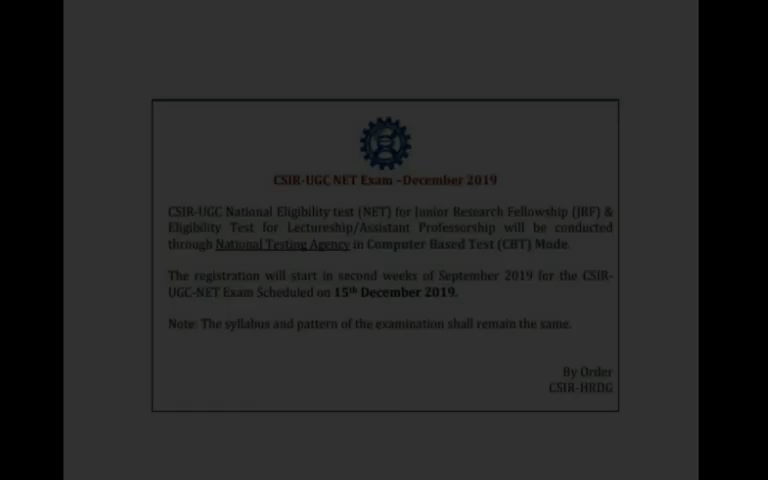 CSIR-UGC NET Exam –December 2019
CSIR-UGC National Eligibility test (NET) for Junior Research Fellowship (JRF) &
Eligibility Test for Lectureship/Assistant Professorship will be conducted
through National Testing Agency in Computer Based Test (CBT) Mode.
The registration will start in second weeks of September 2019 for the CSIR-
UGC-NET Exam Scheduled on 15th December 2019.
Note: The syllabus and pattern of the examination shall remain the same.
By Order
CSIR-HRDG